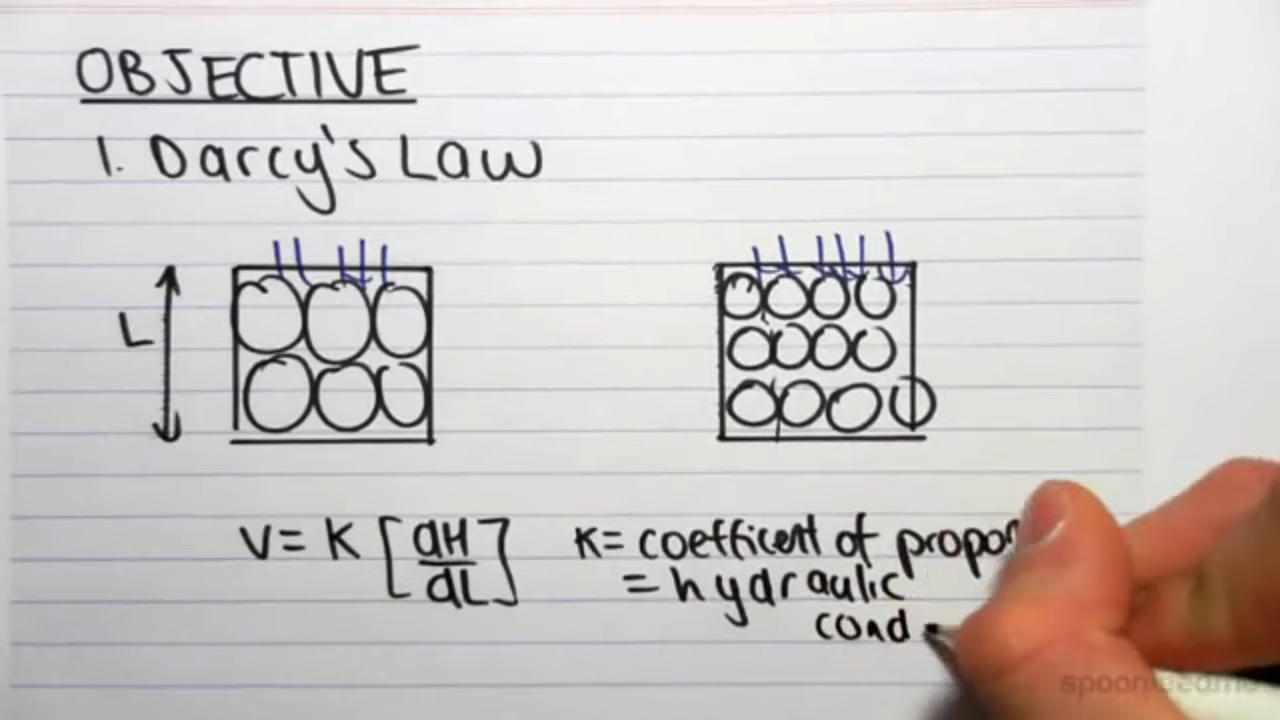 OBJECTIVE
1. Darcy's Law
L
V = K [dH/dL]
K = coefficent of propor
= hydraulic
cond